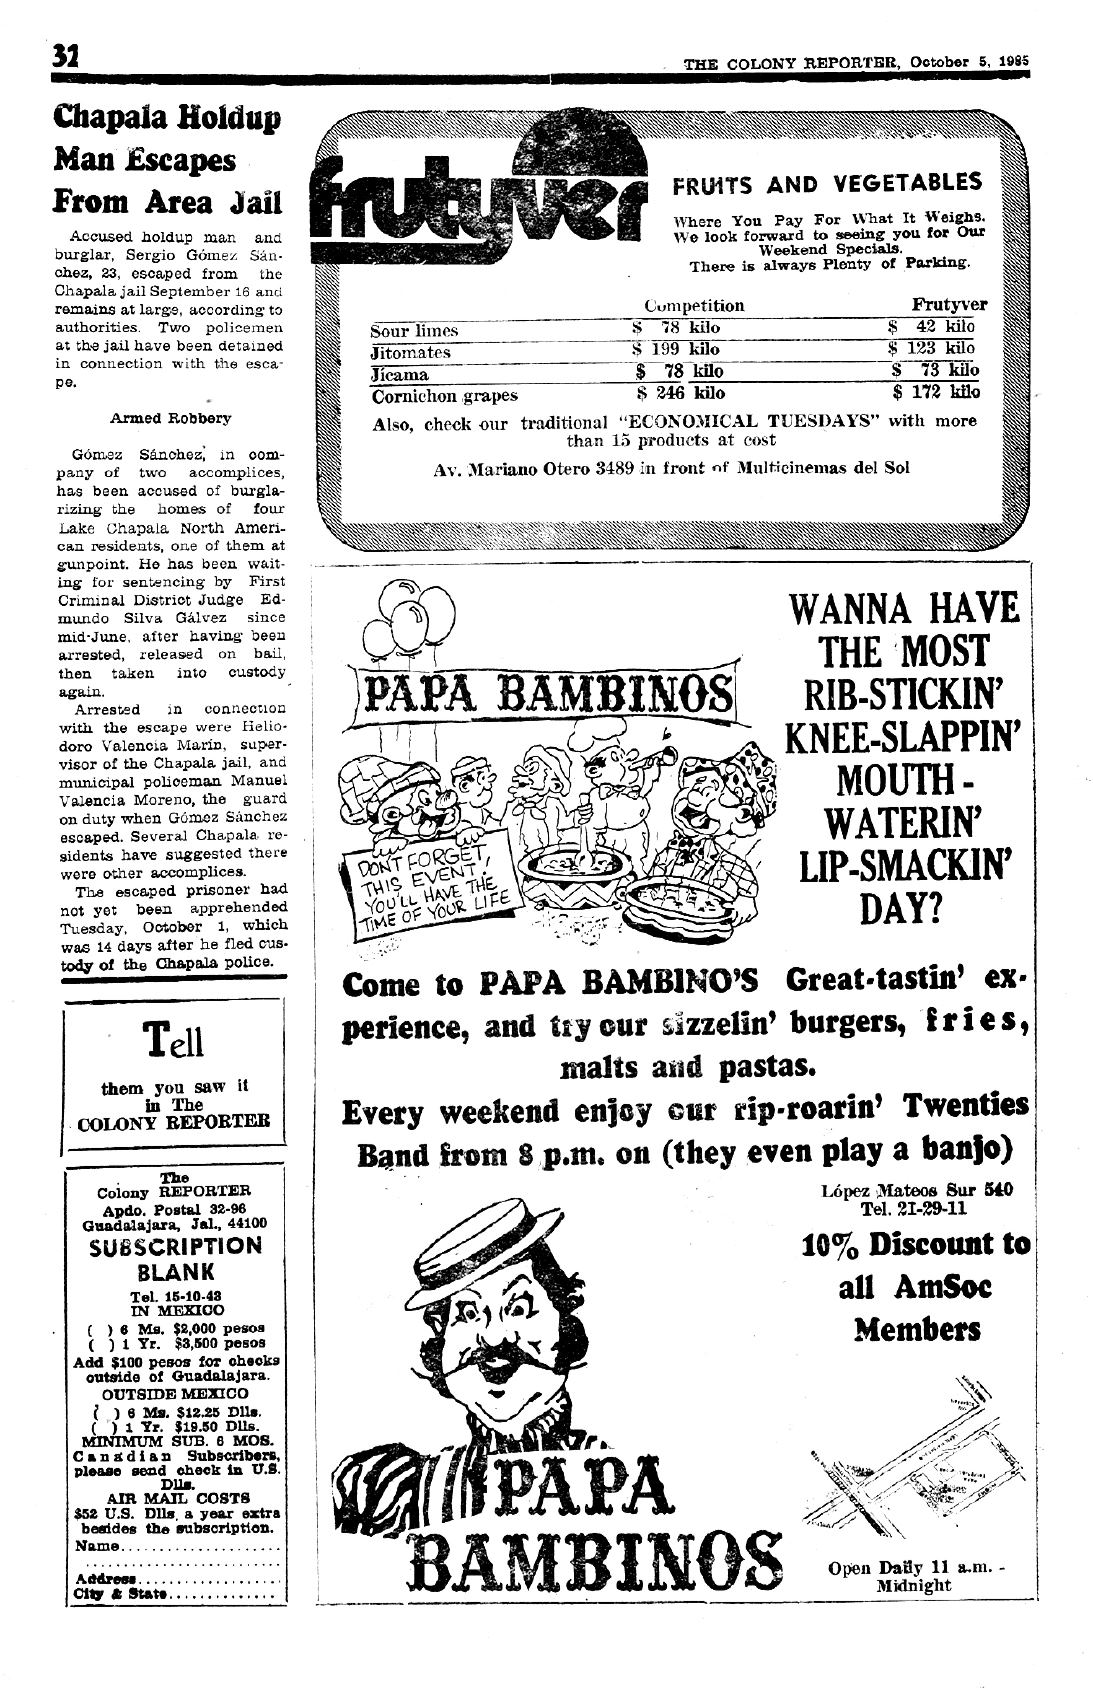 32
THE COLONY REPORTER, October 5, 1985
Chapala Holdup
Man Escapes
From Area Jail
Accused holdup man and
burglar, Sergio Gómez Sán-
chez, 23, escaped from the
Chapala jail September 16 and
remains at large, according to
authorities. Two policemen
at the jail have been detained
in connection with the esca-
pe.
Armed Robbery
Gómez Sánchez, in com-
pany of two accomplices,
has been accused of burgla-
rizing the homes of four
Lake Chapala North Ameri-
can residents, one of them at
gunpoint. He has been wait-
ing for sentencing by First
Criminal District Judge Ed-
mundo Silva Gálvez since
mid-June, after having been
arrested, released on bail,
then taken into custody
again.
Arrested in connection
with the escape were Helio-
doro Valencia Marín, super-
visor of the Chapala jail, and
municipal policeman Manuel
Valencia Moreno, the guard
on duty when Gómez Sánchez
escaped. Several Chapala re-
sidents have suggested there
were other accomplices.
The escaped prisoner had
not yet been apprehended
Tuesday, October 1, which
was 14 days after he fled cus-
tody of the Chapala police.
Tell
them you saw it
in The
COLONY REPORTER
The
Colony REPORTER
Apdo. Postal 32-96
Guadalajara, Jal., 44100
SUBSCRIPTION
BLANK
Tel. 15-10-43
IN MEXICO
( ) 6 Ms. $2,000 pesos
( ) 1 Yr. $3,500 pesos
Add $100 pesos for checks
outside of Guadalajara.
OUTSIDE MEXICO
( ) 6 Ms. $12.25 Dlls.
( ) 1 Yr. $19.50 Dlls.
MINIMUM SUB. 6 MOS.
Canadian Subscribers,
please send check in U.S.
Dlls.
AIR MAIL COSTS
$52 U.S. Dlls. a year extra
besides the subscription.
Name....................
..............................
Address..................
City & State..............
frutyver
FRUITS AND VEGETABLES
Where You Pay For What It Weighs.
We look forward to seeing you for Our
Weekend Specials.
There is always Plenty of Parking.
Competition Frutyver
Sour limes $ 78 kilo $ 42 kilo
Jitomates $ 199 kilo $ 123 kilo
Jícama $ 78 kilo $ 73 kilo
Cornichon grapes $ 246 kilo $ 172 kilo
Also, check our traditional "ECONOMICAL TUESDAYS" with more
than 15 products at cost
Av. Mariano Otero 3489 in front of Multicinemas del Sol
PAPA BAMBINOS
DON'T FORGET,
THIS EVENT,
YOU'LL HAVE THE
TIME OF YOUR LIFE
WANNA HAVE
THE MOST
RIB-STICKIN'
KNEE-SLAPPIN'
MOUTH-
WATERIN'
LIP-SMACKIN'
DAY?
Come to PAPA BAMBINO'S Great-tastin' ex-
perience, and try our sizzelin' burgers, fries,
malts and pastas.
Every weekend enjoy our rip-roarin' Twenties
Band from 8 p.m. on (they even play a banjo)
López Mateos Sur 540
Tel. 21-29-11
10% Discount to
all AmSoc
Members
PAPA
BAMBINOS
Open Daily 11 a.m. -
Midnight